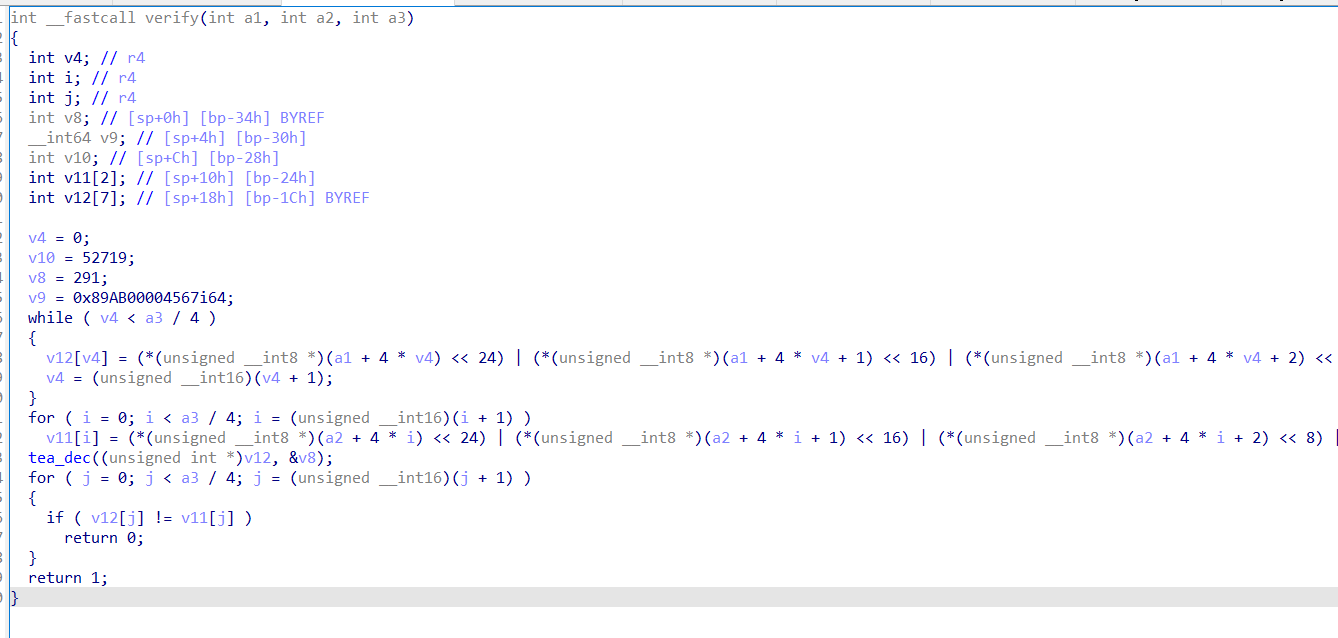 int __fastcall verify(int a1, int a2, int a3)
{
  int v4; // r4
  int i; // r4
  int j; // r4
  int v8; // [sp+0h] [bp-34h] BYREF
  __int64 v9; // [sp+4h] [bp-30h]
  int v10; // [sp+Ch] [bp-28h]
  int v11[2]; // [sp+10h] [bp-24h]
  int v12[7]; // [sp+18h] [bp-1Ch] BYREF
  v4 = 0;
  v10 = 52719;
  v8 = 291;
  v9 = 0x89AB00004567i64;
  while ( v4 < a3 / 4 )
  {
    v12[v4] = (*(unsigned __int8 *)(a1 + 4 * v4) << 24) | (*(unsigned __int8 *)(a1 + 4 * v4 + 1) << 16) | (*(unsigned __int8 *)(a1 + 4 * v4 + 2) <<
    v4 = (unsigned __int16)(v4 + 1);
  }
  for ( i = 0; i < a3 / 4; i = (unsigned __int16)(i + 1) )
    v11[i] = (*(unsigned __int8 *)(a2 + 4 * i) << 24) | (*(unsigned __int8 *)(a2 + 4 * i + 1) << 16) | (*(unsigned __int8 *)(a2 + 4 * i + 2) << 8) |
  tea_dec((unsigned int *)v12, &v8);
  for ( j = 0; j < a3 / 4; j = (unsigned __int16)(j + 1) )
  {
    if ( v12[j] != v11[j] )
      return 0;
  }
  return 1;
}